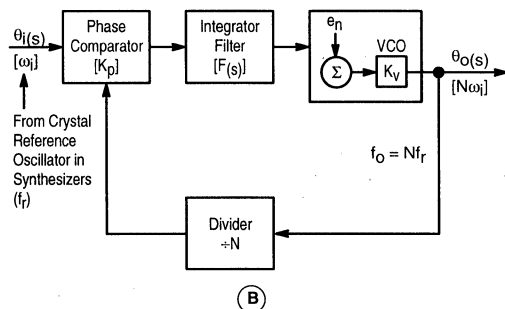 θi(s)
[ωi]
From Crystal
Reference
Oscillator in
Synthesizers
(fr)
Phase
Comparator
[Kp]
Integrator
Filter
[F(s)]
en
Σ
VCO
Kv
θo(s)
[Nωi]
fo = Nfr
Divider
÷N
B